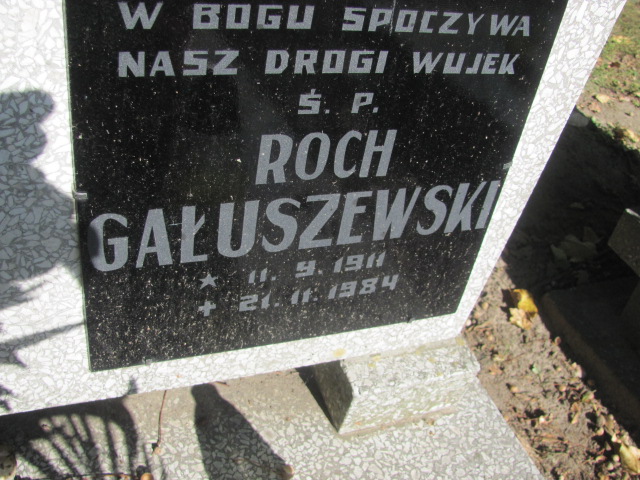 W BOGU SPOCZYWA
NASZ DROGI WUJEK
Ś. P.
ROCH
GAŁUSZEWSKI
★ 11. 9. 1911
+ 21. 11. 1984